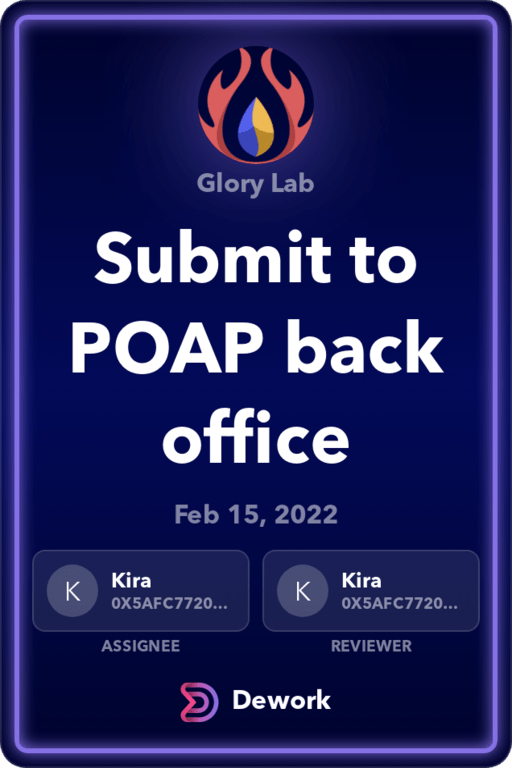 Glory Lab
Submit to
POAP back
office
Feb 15, 2022
K Kira K Kira
0X5AFC7720... 0X5AFC7720...
ASSIGNEE REVIEWER
Dework